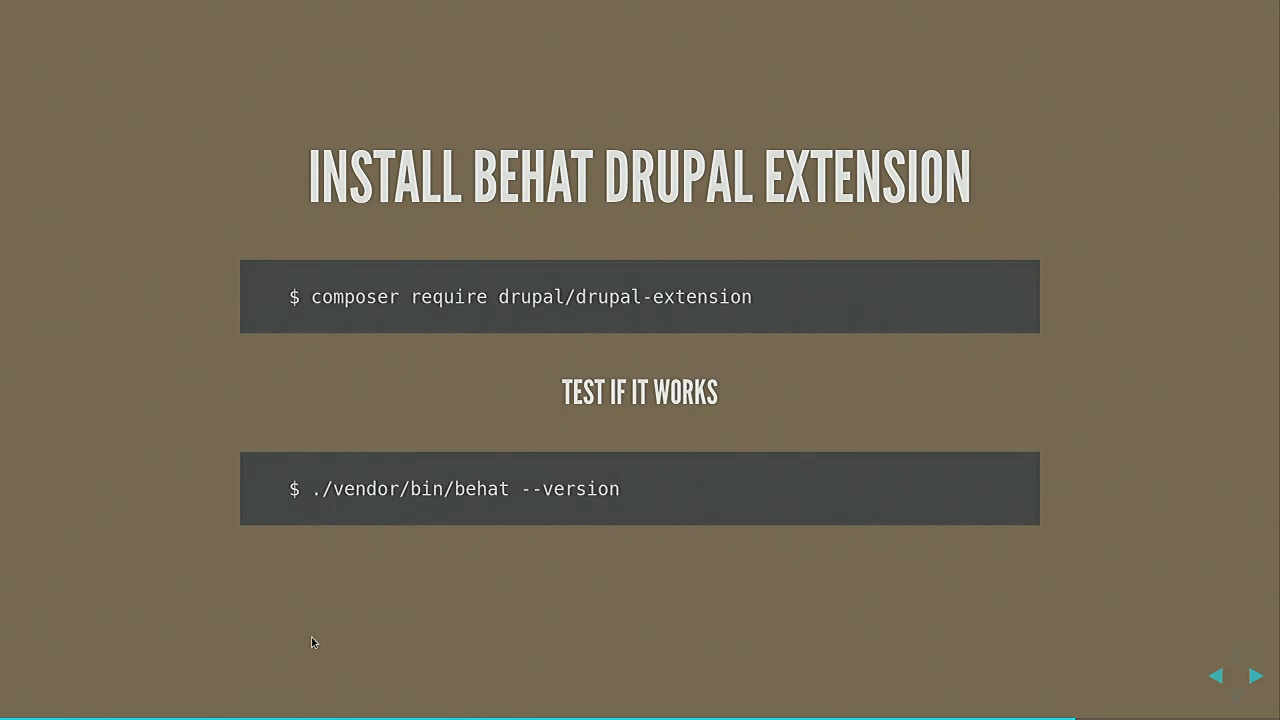 INSTALL BEHAT DRUPAL EXTENSION
$ composer require drupal/drupal-extension
TEST IF IT WORKS
$ ./vendor/bin/behat --version